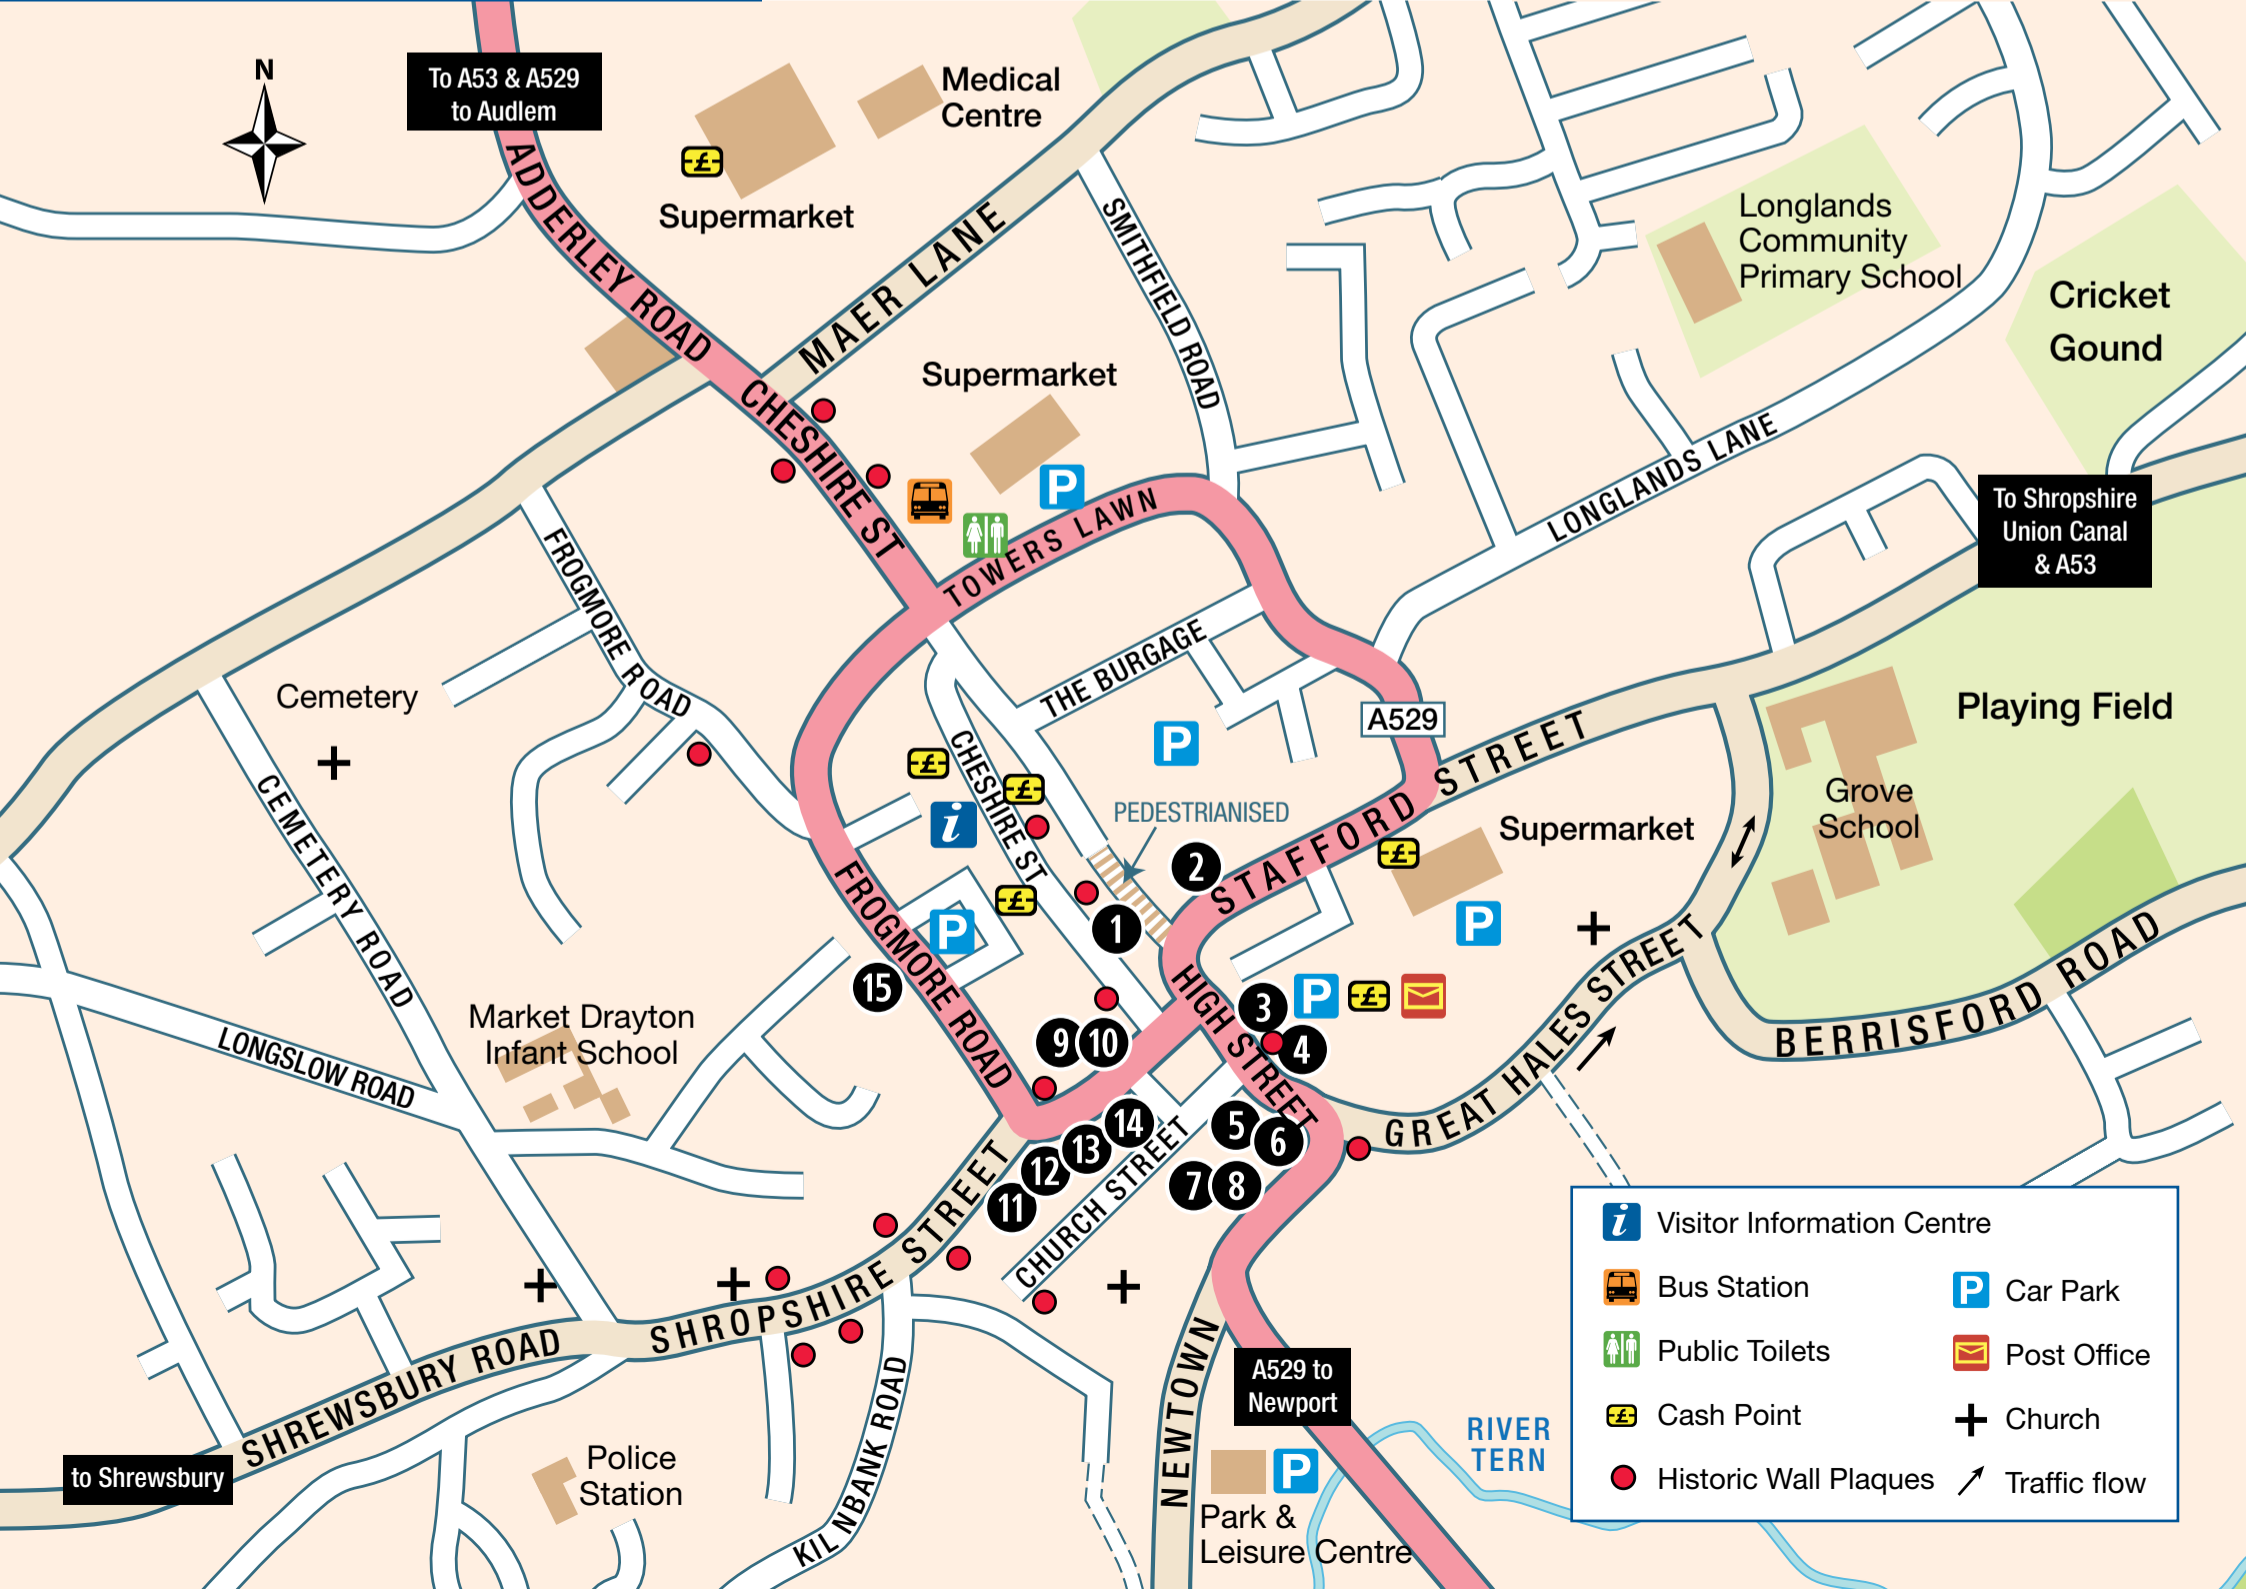 N
To A53 & A529
to Audlem
Medical
Centre
£
Supermarket
ADDERLEY ROAD
MAER LANE
SMITHFIELD ROAD
Longlands
Community
Primary School
Cricket
Gound
Supermarket
CHESHIRE ST
P
TOWERS LAWN
LONGLANDS LANE
To Shropshire
Union Canal
& A53
FROGMORE ROAD
THE BURGAGE
Cemetery
A529
STAFFORD STREET
Playing Field
P
CEMETERY ROAD
CHESHIRE ST
£
£
i
PEDESTRIANISED
Supermarket
Grove
School
2
£
£
P
1
P
FROGMORE ROAD
15
HIGH STREET
3
P
£
4
GREAT HALES STREET
BERRISFORD ROAD
Market Drayton
Infant School
LONGSLOW ROAD
9
10
14
13
12
11
5
6
7
8
CHURCH STREET
SHROPSHIRE STREET
SHREWSBURY ROAD
to Shrewsbury
Police
Station
KILNBANK ROAD
NEWTOWN
A529 to
Newport
P
Park &
Leisure Centre
RIVER
TERN
i Visitor Information Centre
Bus Station
P Car Park
Public Toilets
Post Office
£ Cash Point
Church
Historic Wall Plaques
Traffic flow